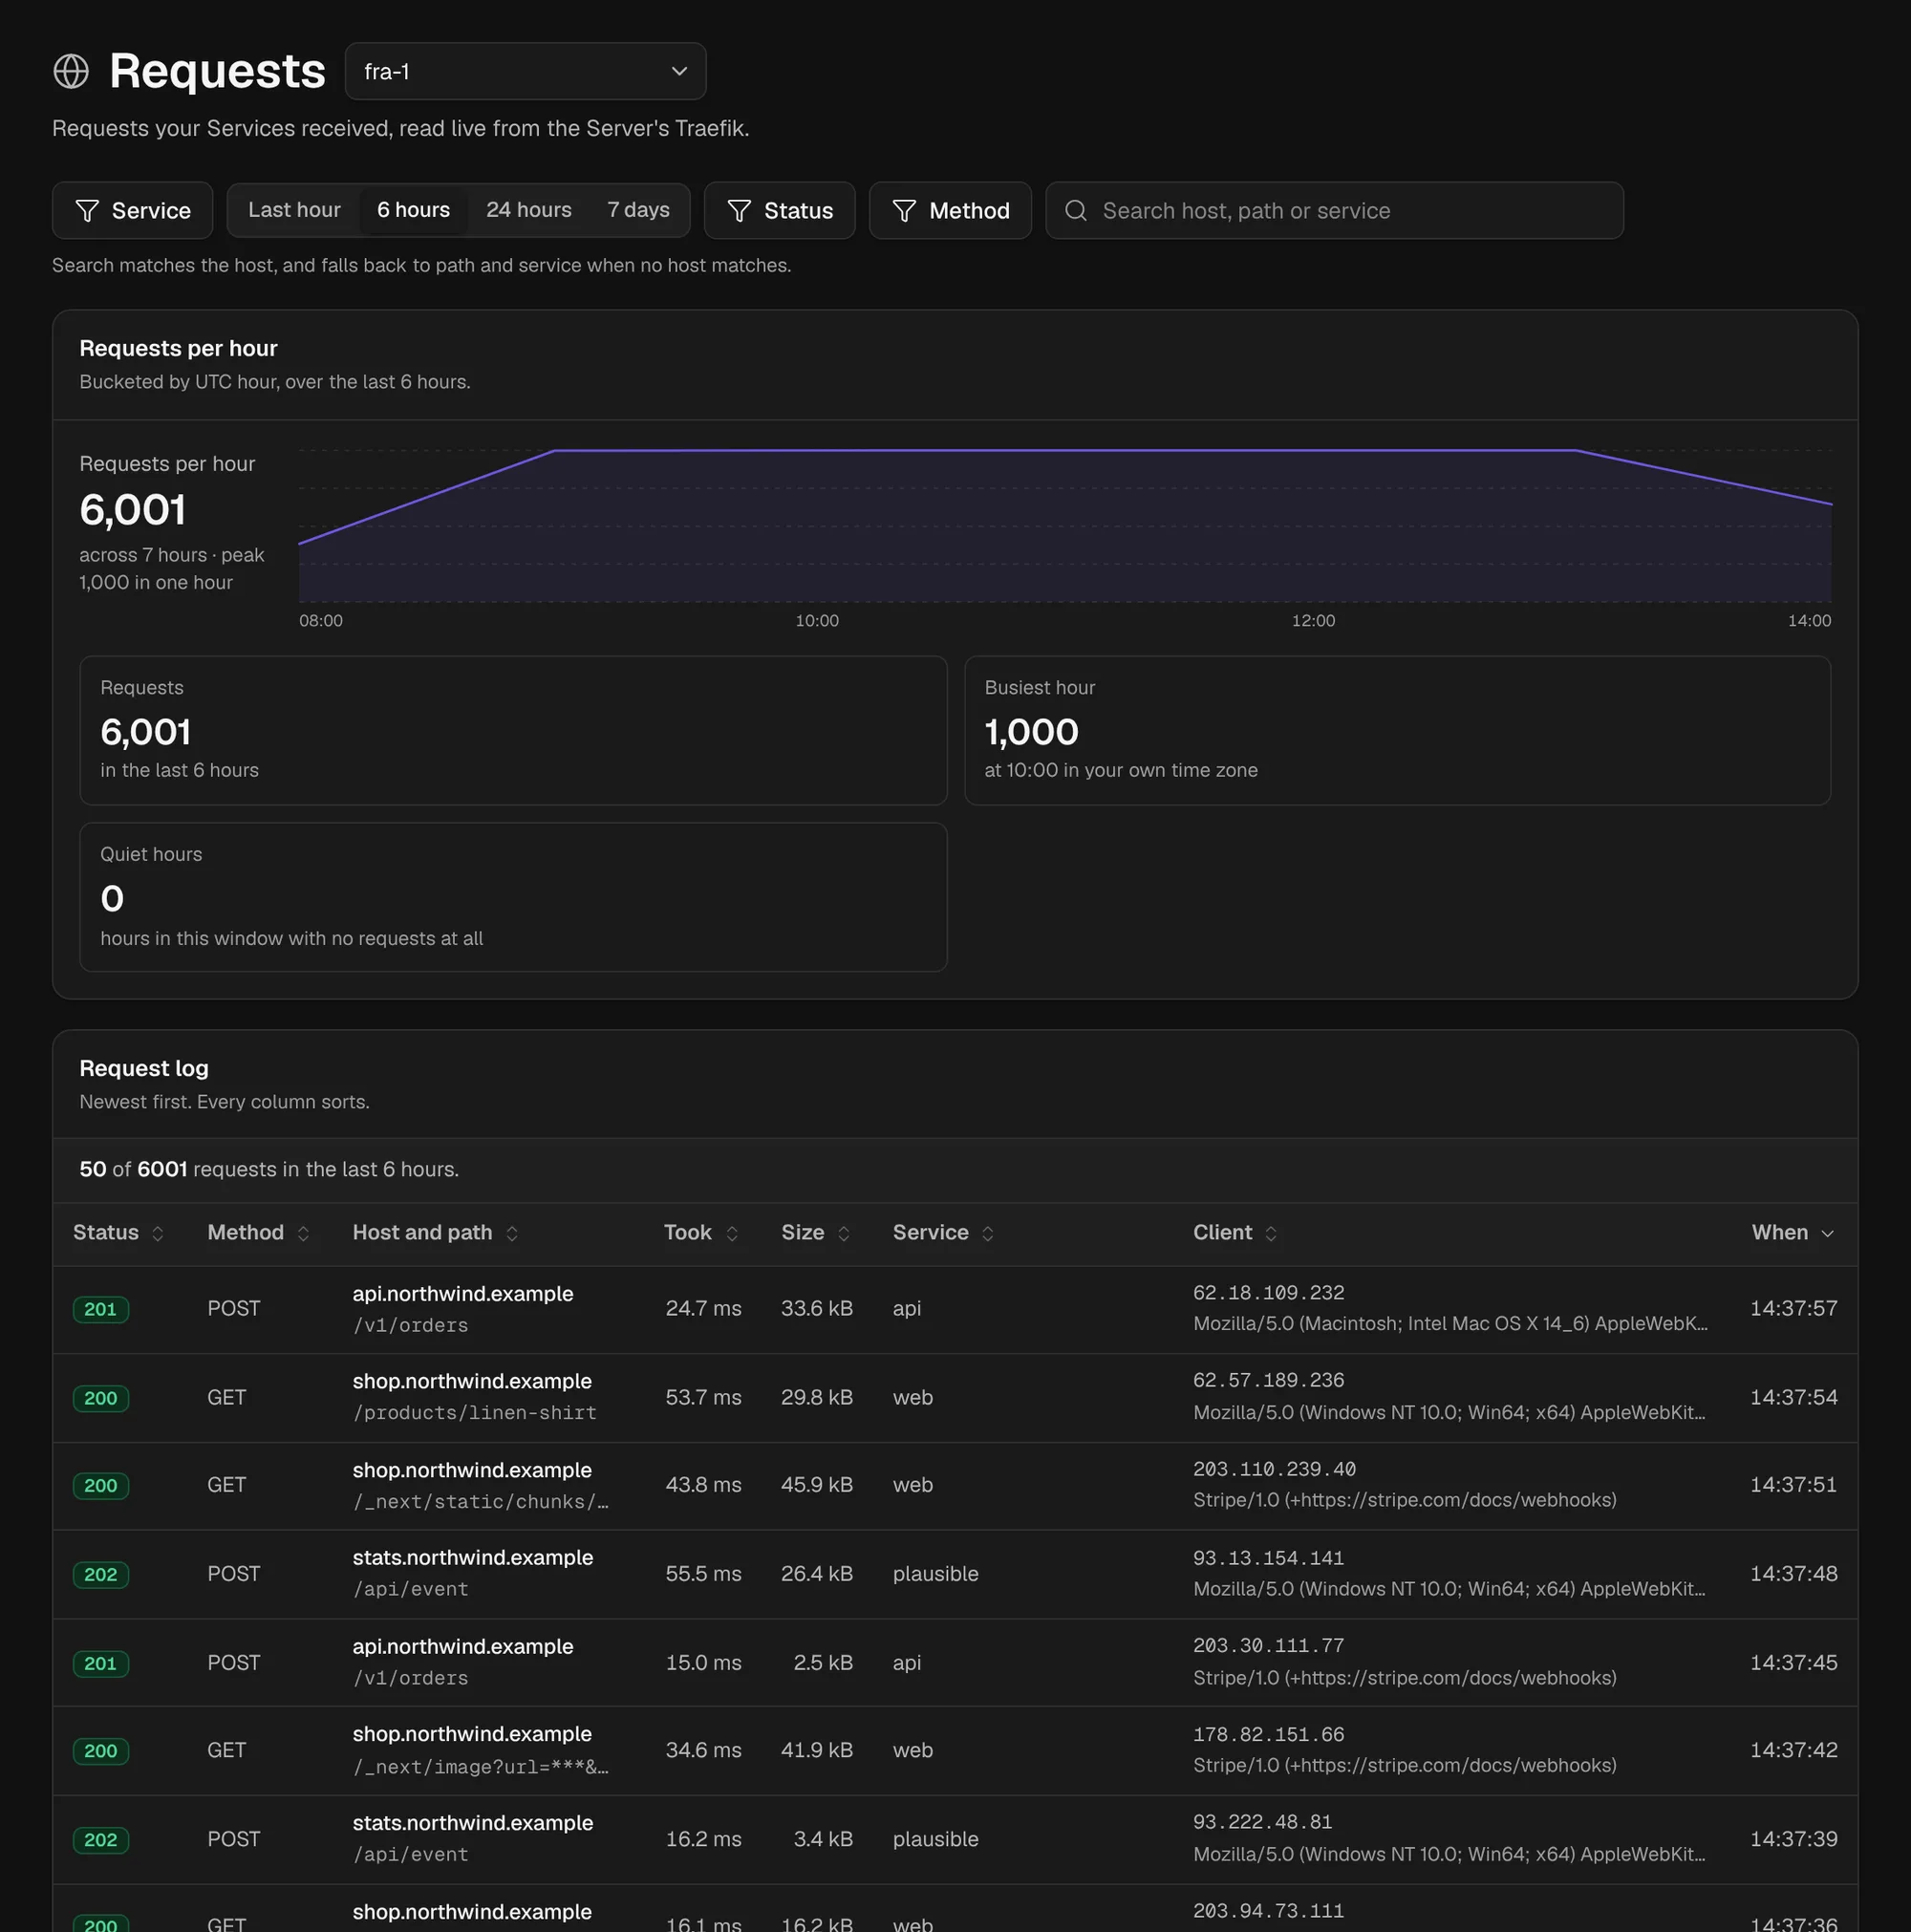 Requests
fra-1
Requests your Services received, read live from the Server's Traefik.
Service
Last hour 6 hours 24 hours 7 days
Status
Method
Search host, path or service
Search matches the host, and falls back to path and service when no host matches.
Requests per hour
Bucketed by UTC hour, over the last 6 hours.
Requests per hour
6,001
across 7 hours · peak
1,000 in one hour
08:00 10:00 12:00 14:00
Requests
6,001
in the last 6 hours
Busiest hour
1,000
at 10:00 in your own time zone
Quiet hours
0
hours in this window with no requests at all
Request log
Newest first. Every column sorts.
50 of 6001 requests in the last 6 hours.
Status Method Host and path Took Size Service Client When
201 POST api.northwind.example 24.7 ms 33.6 kB api 62.18.109.232 14:37:57
/v1/orders Mozilla/5.0 (Macintosh; Intel Mac OS X 14_6) AppleWebK...
200 GET shop.northwind.example 53.7 ms 29.8 kB web 62.57.189.236 14:37:54
/products/linen-shirt Mozilla/5.0 (Windows NT 10.0; Win64; x64) AppleWebKit...
200 GET shop.northwind.example 43.8 ms 45.9 kB web 203.110.239.40 14:37:51
/_next/static/chunks/... Stripe/1.0 (+https://stripe.com/docs/webhooks)
202 POST stats.northwind.example 55.5 ms 26.4 kB plausible 93.13.154.141 14:37:48
/api/event Mozilla/5.0 (Windows NT 10.0; Win64; x64) AppleWebKit...
201 POST api.northwind.example 15.0 ms 2.5 kB api 203.30.111.77 14:37:45
/v1/orders Stripe/1.0 (+https://stripe.com/docs/webhooks)
200 GET shop.northwind.example 34.6 ms 41.9 kB web 178.82.151.66 14:37:42
/_next/image?url=***&... Stripe/1.0 (+https://stripe.com/docs/webhooks)
202 POST stats.northwind.example 16.2 ms 3.4 kB plausible 93.222.48.81 14:37:39
/api/event Mozilla/5.0 (Windows NT 10.0; Win64; x64) AppleWebKit...
200 GET shop.northwind.example 16.1 ms 16.2 kB web 203.94.73.111 14:37:36